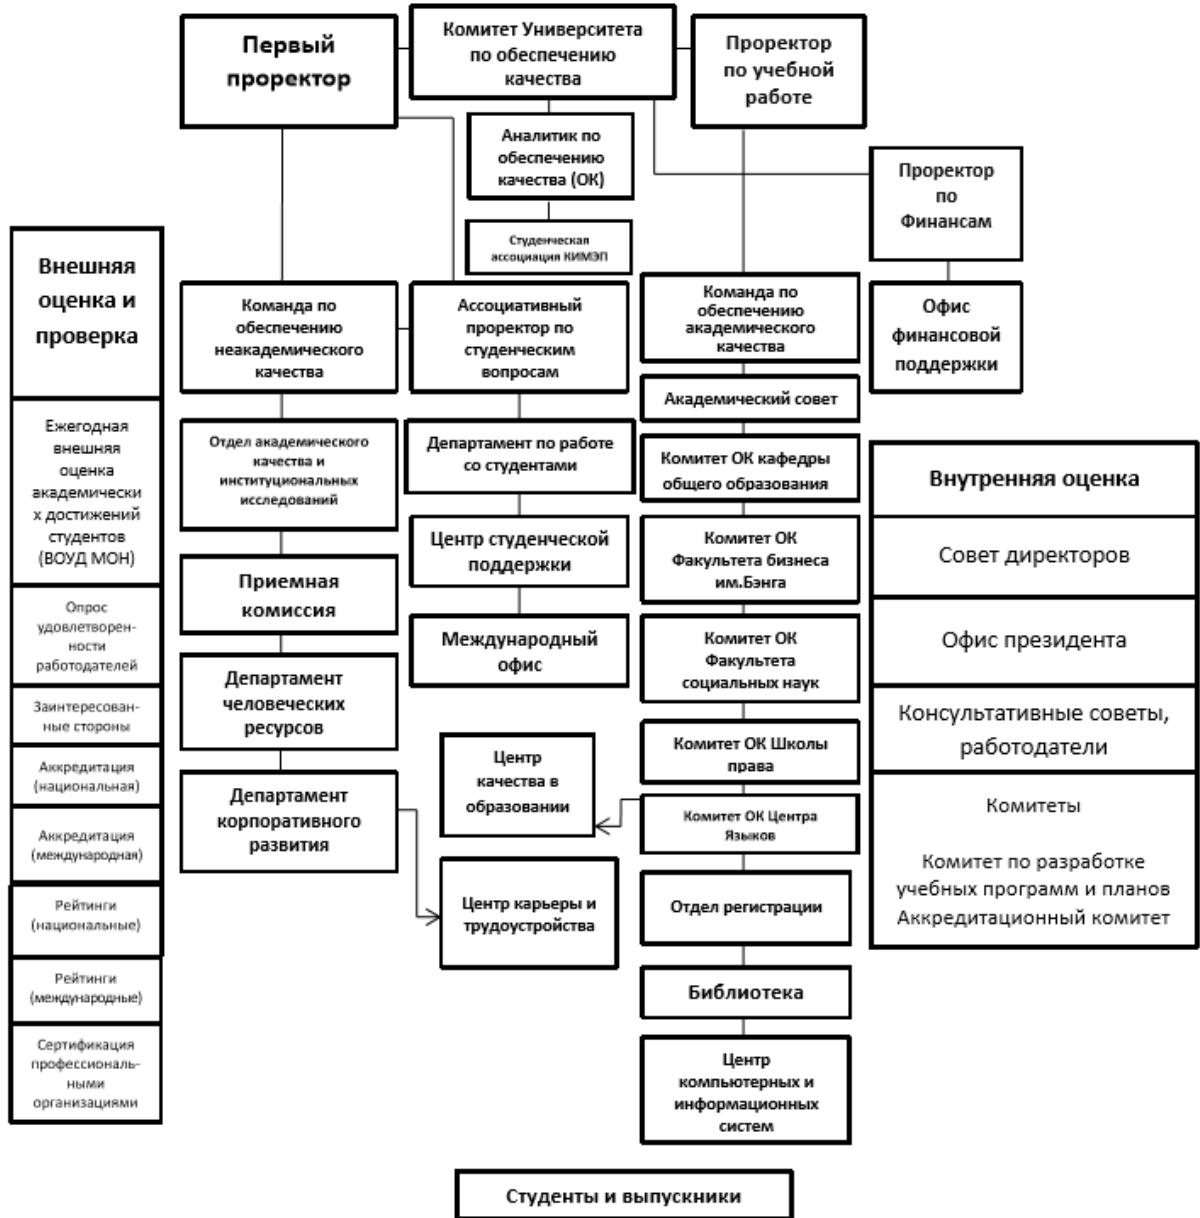 Первый
проректор
Комитет Университета
по обеспечению
качества
Проректор
по учебной
работе
Аналитик по
обеспечению
качества (ОК)
Проректор
по
Финансам
Студенческая
ассоциация КИМЭП
Внешняя
оценка и
проверка
Команда по
обеспечению
неакадемического
качества
Ассоциативный
проректор по
студенческим
вопросам
Команда по
обеспечению
академического
качества
Офис
финансовой
поддержки
Академический совет
Ежегодная
внешняя
оценка
академически
х достижений
студентов
(ВОУД МОН)
Отдел академического
качества и
институциональных
исследований
Департамент по работе
со студентами
Комитет ОК кафедры
общего образования
Внутренняя оценка
Центр студенческой
поддержки
Комитет ОК
Факультета бизнеса
им.Бэнга
Совет директоров
Приемная
комиссия
Опрос
удовлетворен-
ности
работодателей
Международный
офис
Комитет ОК
Факультета
социальных наук
Офис президента
Департамент
человеческих
ресурсов
Заинтересован-
ные стороны
Консультативные советы,
работодатели
Центр
качества в
образовании
Комитет ОК Школы
права
Аккредитация
(национальная)
Департамент
корпоративного
развития
Комитет ОК Центра
Языков
Комитеты
Комитет по разработке
учебных программ и планов
Аккредитационный комитет
Аккредитация
(международная)
Центр карьеры и
трудоустройства
Отдел регистрации
Рейтинги
(национальные)
Рейтинги
(международные)
Библиотека
Сертификация
профессиональ-
ными
организациями
Центр
компьютерных и
информационных
систем
Студенты и выпускники